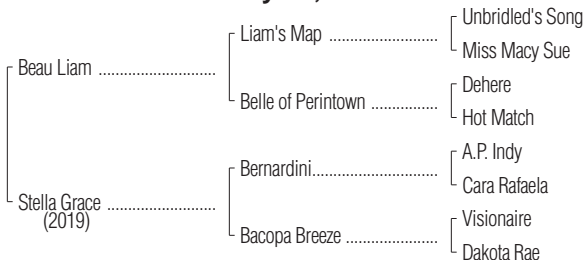 Unbridled's Song
Liam's Map ..................
Miss Macy Sue
Beau Liam ..........................
Dehere
Belle of Perintown ...............
Hot Match
A.P. Indy
Bernardini.....................
Cara Rafaela
Stella Grace ........................
(2019)
Visionaire
Bacopa Breeze ...................
Dakota Rae